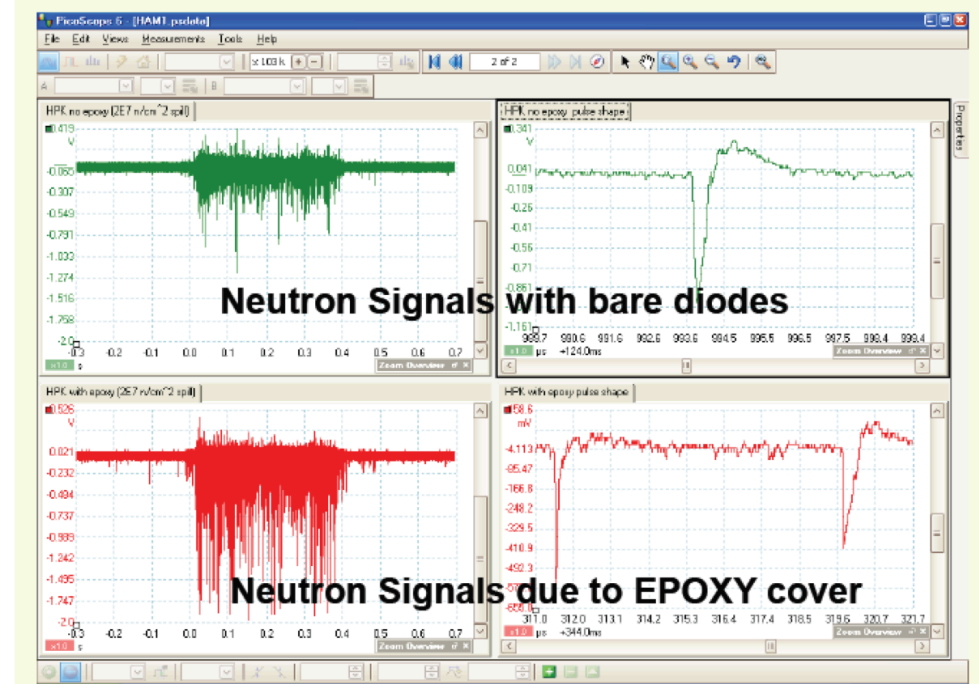 PicoScope 6 - [HAM1.psdata]
File Edit Views Measurements Tools Help
x 1.03 k + − 2 of 2
A B
HPK no epoxy (2E7 n/cm^2 spill)
0.419
V
-0.065
-0.307
-0.549
-0.791
-1.033
-1.274
-1.516
-1.758
-2.0
-0.3 -0.2 -0.1 0.0 0.1 0.2 0.3 0.4 0.5 0.6 0.7
x1.0 s
Zoom Overview
HPK no epoxy pulse shape
0.341
V
0.041
-0.109
-0.26
-0.41
-0.56
-0.71
-0.861
-1.161
989.7 990.6 991.6 992.6 993.6 994.5 995.5 996.5 997.5 998.4 999.4
x1.0 µs +124.0ms
Zoom Overview
Properties
Neutron Signals with bare diodes
HPK with epoxy (2E7 n/cm^2 spill)
0.526
V
0.021
-0.232
-0.484
-0.737
-0.989
-1.242
-1.495
-1.747
-2.0
-0.3 -0.2 -0.1 0.0 0.1 0.2 0.3 0.4 0.5 0.6 0.7
x1.0 s
Zoom Overview
HPK with epoxy pulse shape
158.6
mV
-4.113
-85.47
-166.8
-248.2
-329.5
-410.9
-492.3
311.0 312.0 313.1 314.2 315.3 316.4 317.4 318.5 319.6 320.7 321.7
x1.0 µs +344.0ms
Zoom Overview
Neutron Signals due to EPOXY cover